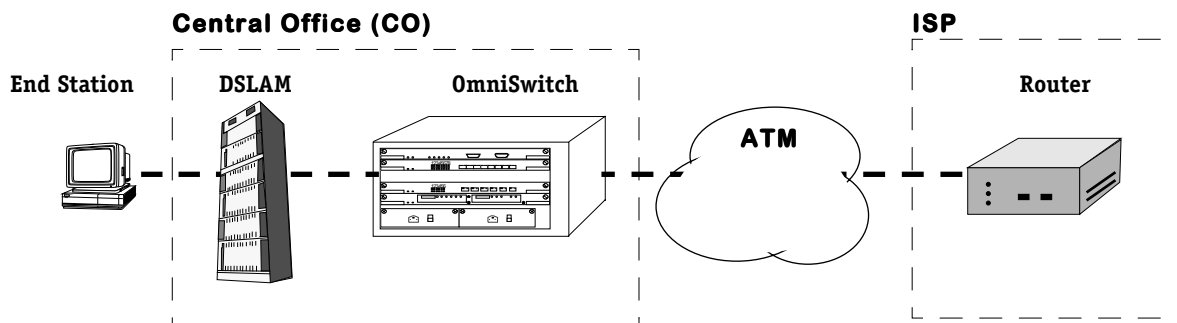 Central Office (CO)
ISP
End Station
DSLAM
OmniSwitch
Router
ATM